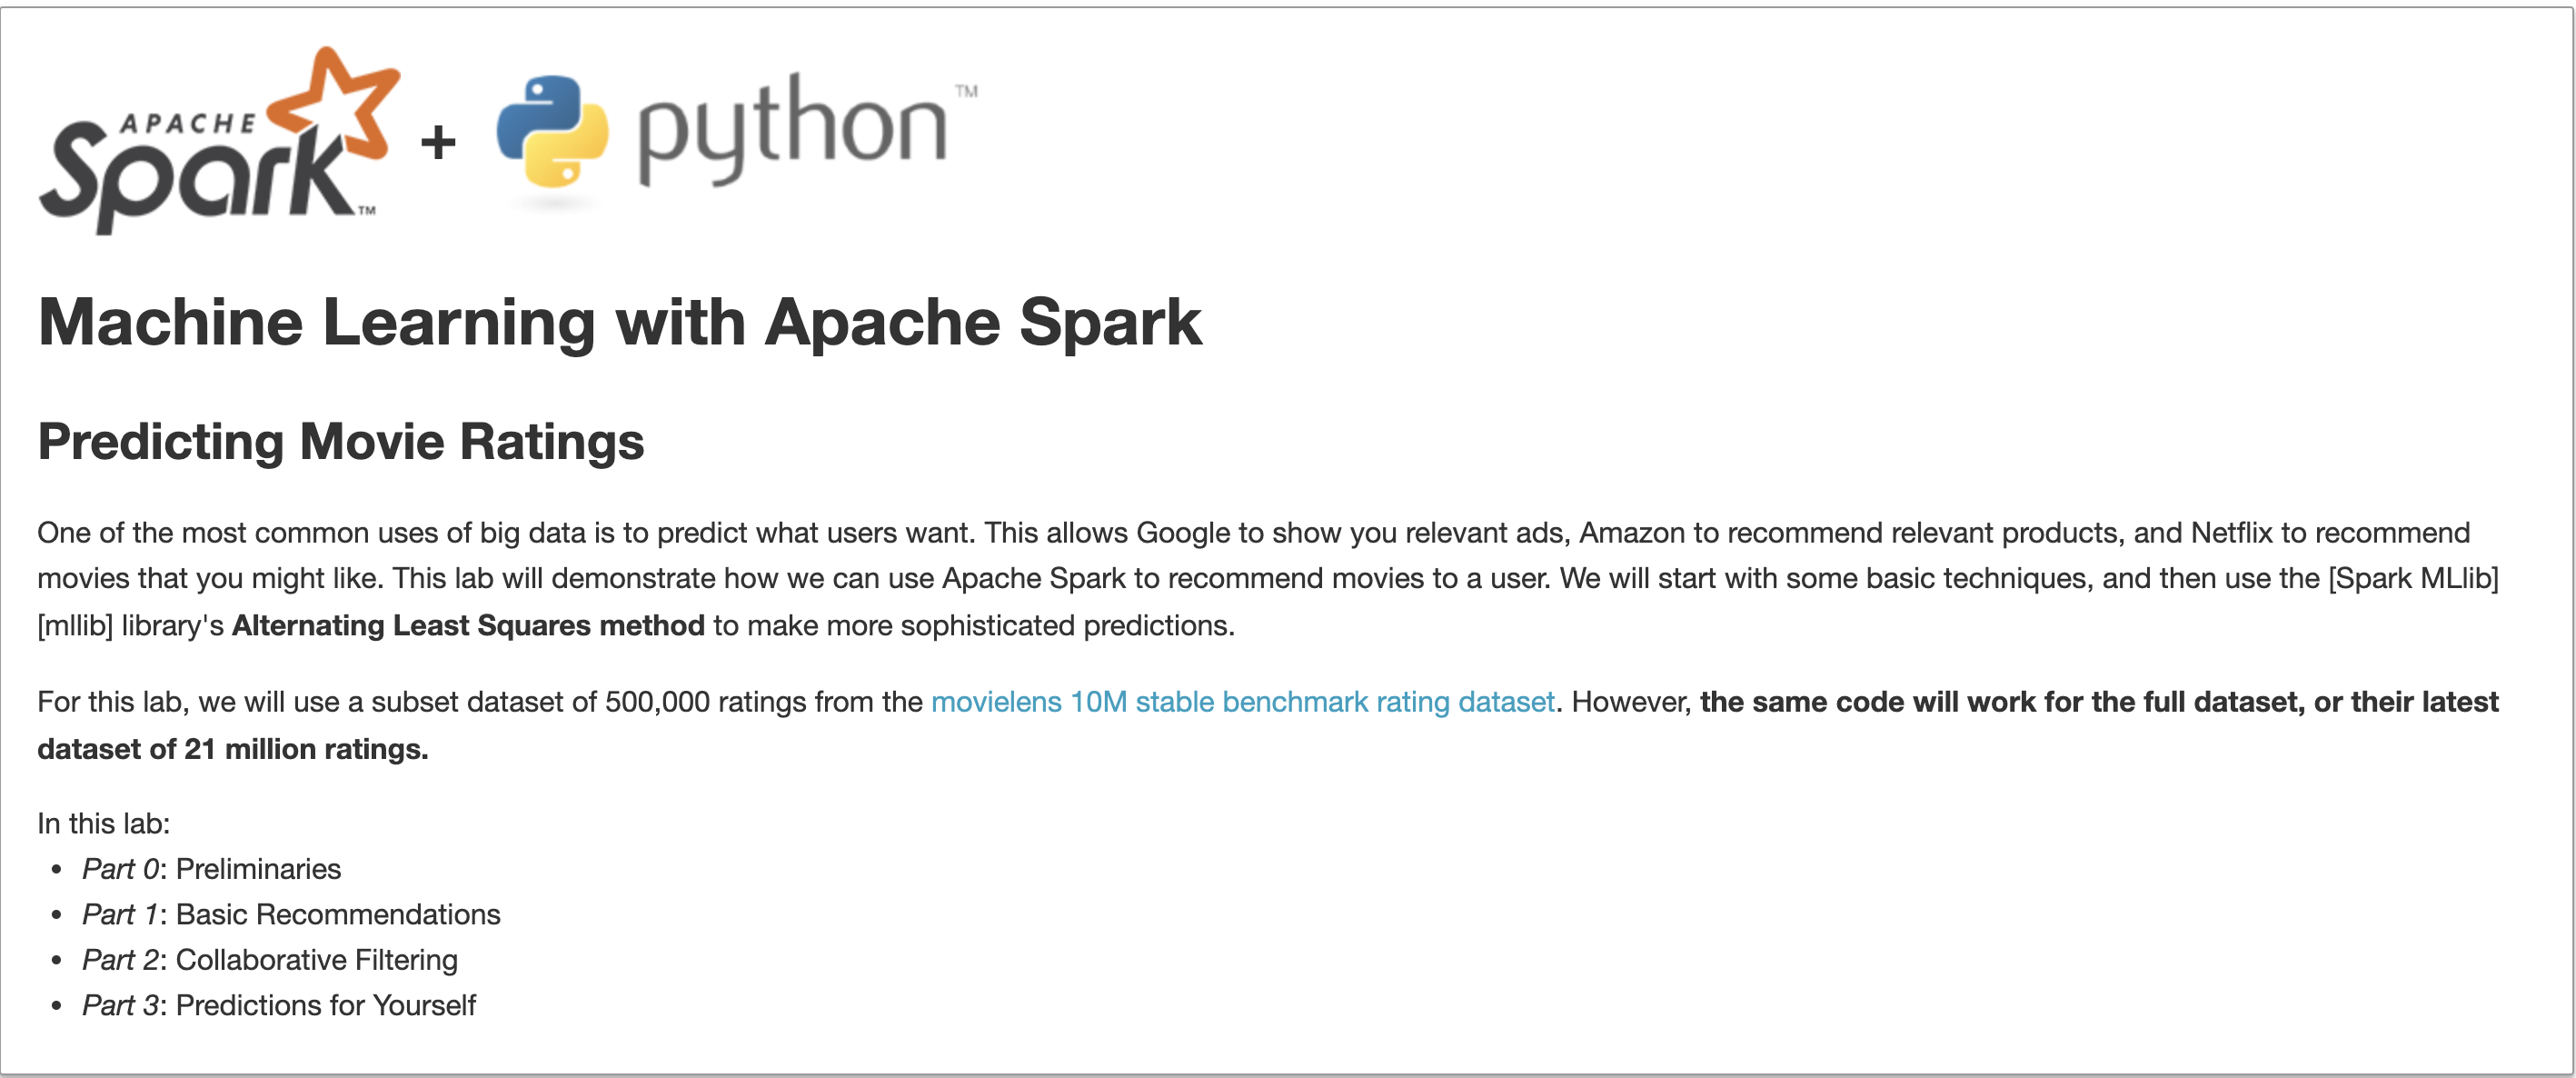 APACHE
Spark™ + python™
Machine Learning with Apache Spark
Predicting Movie Ratings
One of the most common uses of big data is to predict what users want. This allows Google to show you relevant ads, Amazon to recommend relevant products, and Netflix to recommend
movies that you might like. This lab will demonstrate how we can use Apache Spark to recommend movies to a user. We will start with some basic techniques, and then use the [Spark MLlib]
[mllib] library's Alternating Least Squares method to make more sophisticated predictions.
For this lab, we will use a subset dataset of 500,000 ratings from the movielens 10M stable benchmark rating dataset. However, the same code will work for the full dataset, or their latest
dataset of 21 million ratings.
In this lab:
• Part 0: Preliminaries
• Part 1: Basic Recommendations
• Part 2: Collaborative Filtering
• Part 3: Predictions for Yourself